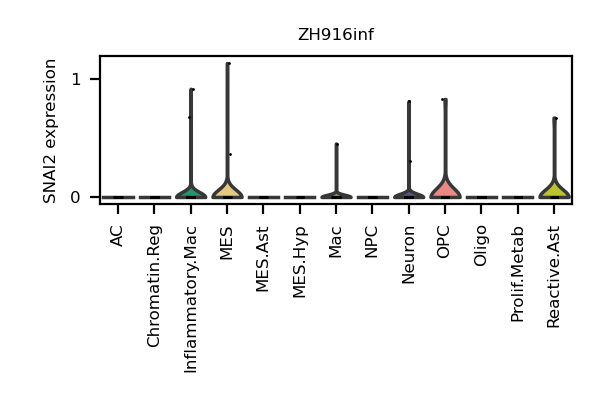 ZH916inf
SNAI2 expression
1
0
AC
Chromatin.Reg
Inflammatory.Mac
MES
MES.Ast
MES.Hyp
Mac
NPC
Neuron
OPC
Oligo
Prolif.Metab
Reactive.Ast